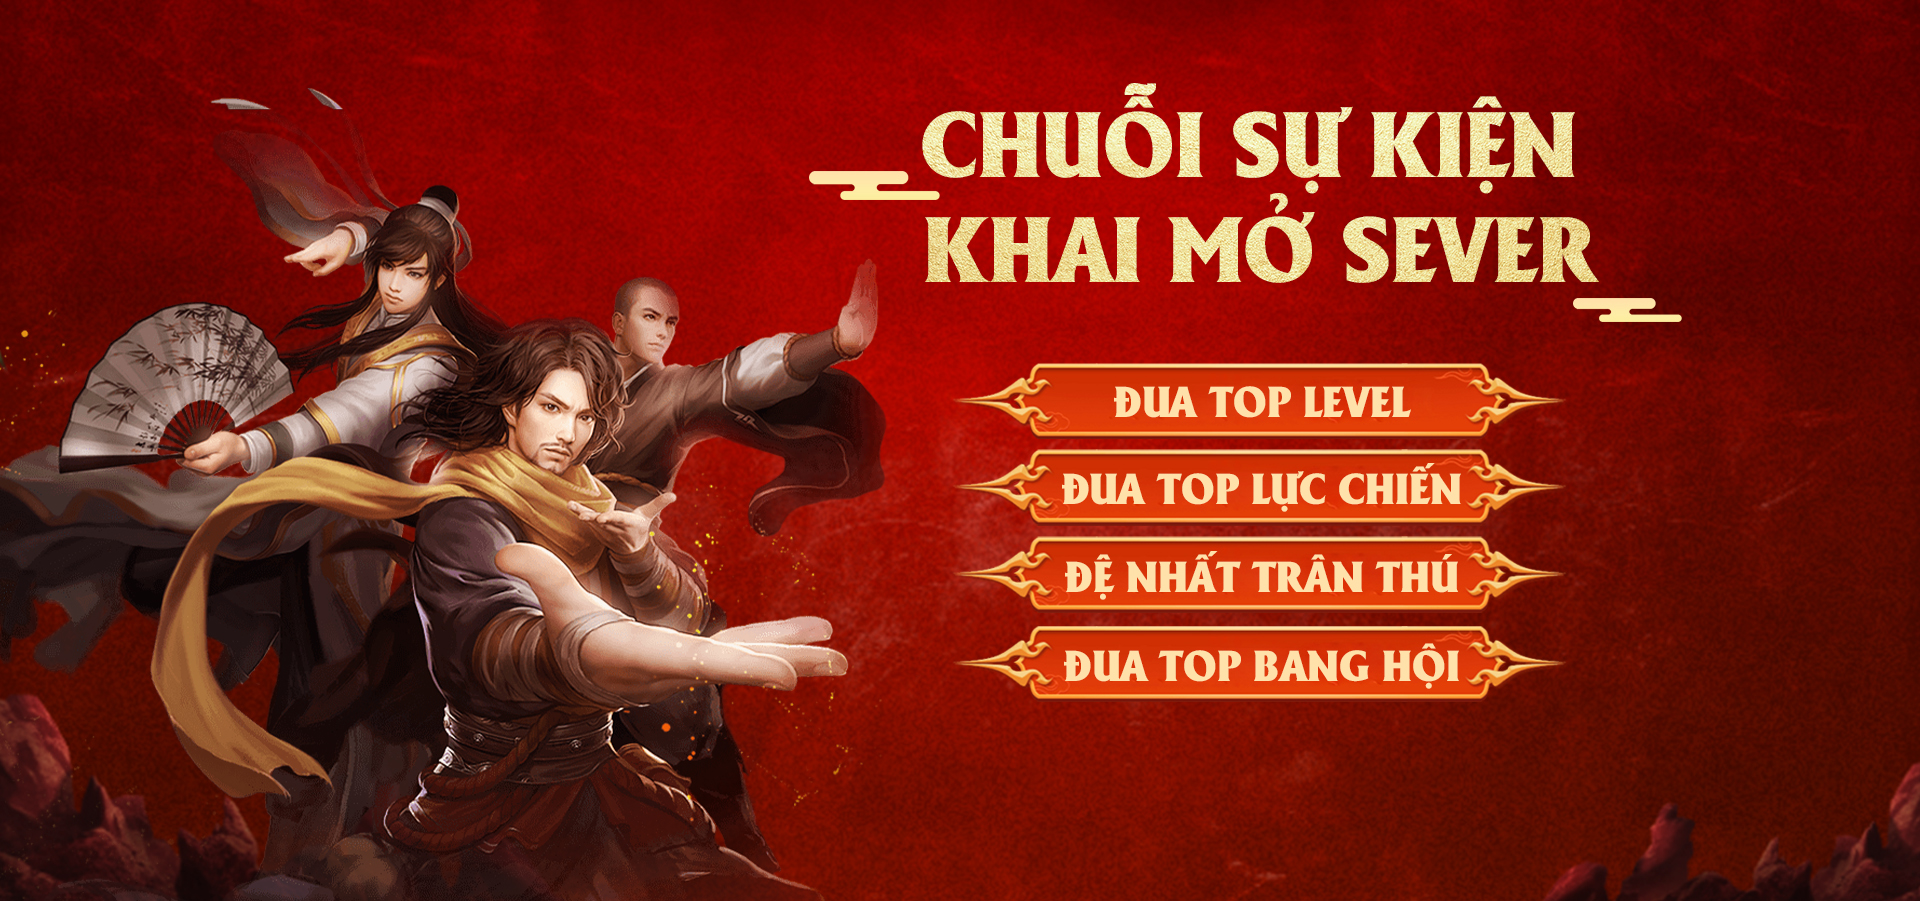 CHUỖI SỰ KIỆN
KHAI MỞ SEVER
ĐUA TOP LEVEL
ĐUA TOP LỰC CHIẾN
ĐỆ NHẤT TRÂN THÚ
ĐUA TOP BANG HỘI